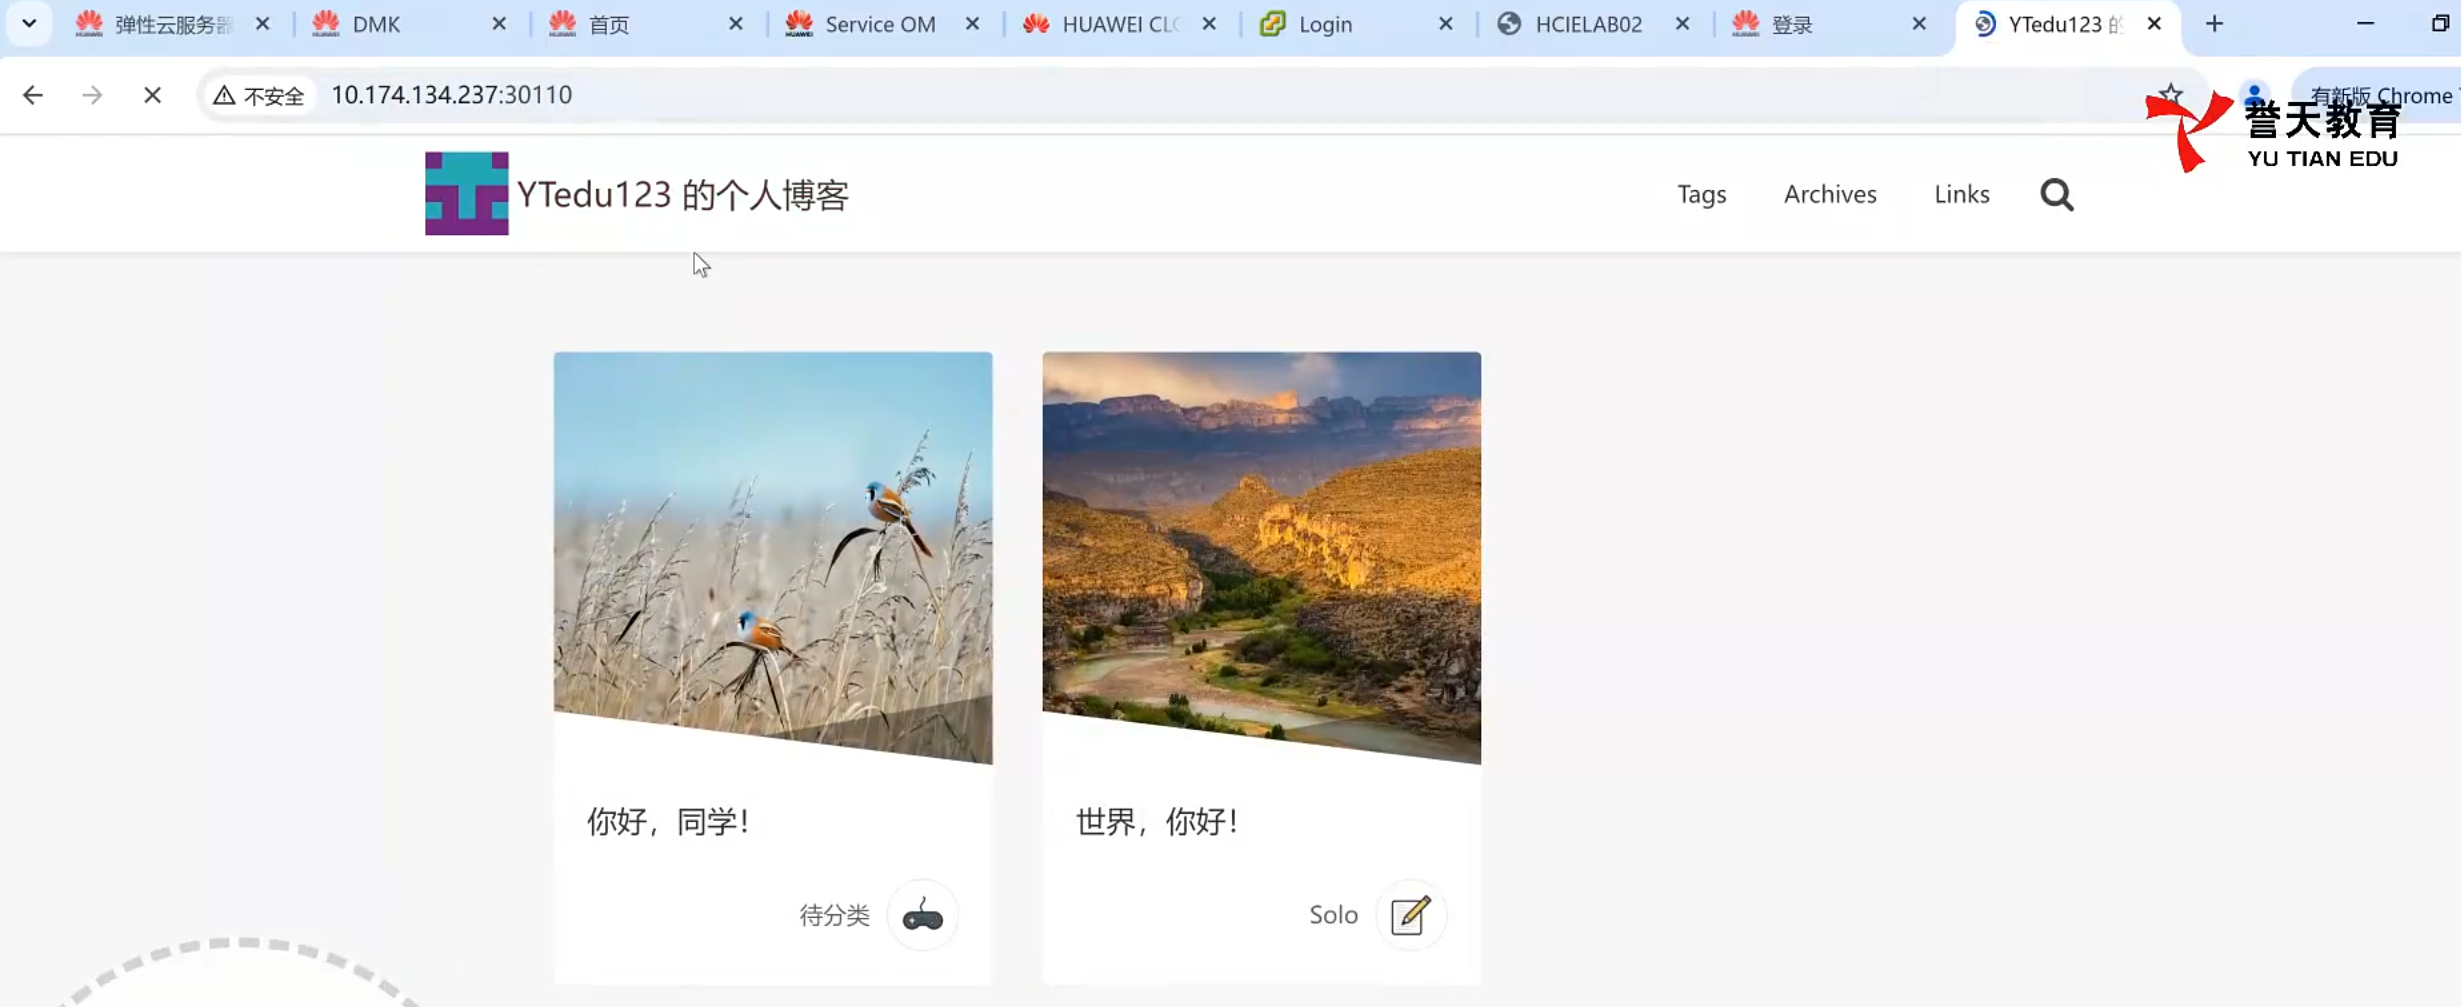 弹性云服务器
DMK
首页
Service OM
HUAWEI CLO
Login
HCIELAB02
登录
YTedu123 的
不安全
10.174.134.237:30110
有新版 Chrome
誉天教育
YU TIAN EDU
YTedu123 的个人博客
Tags
Archives
Links
你好，同学！
世界，你好！
待分类
Solo